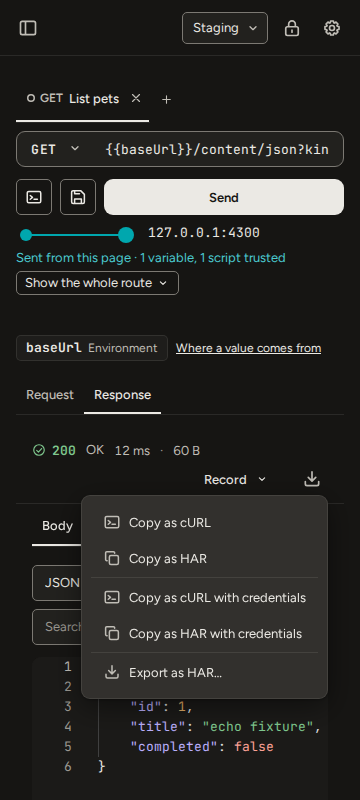 Staging
GET List pets
GET {{baseUrl}}/content/json?kin
Send
127.0.0.1:4300
Sent from this page · 1 variable, 1 script trusted
Show the whole route
baseUrl Environment Where a value comes from
Request Response
200 OK 12 ms · 60 B
Record
Body
Copy as cURL
Copy as HAR
Copy as cURL with credentials
Copy as HAR with credentials
Export as HAR...
JSON
Search
1
2
3 "id": 1,
4 "title": "echo fixture",
5 "completed": false
6 }